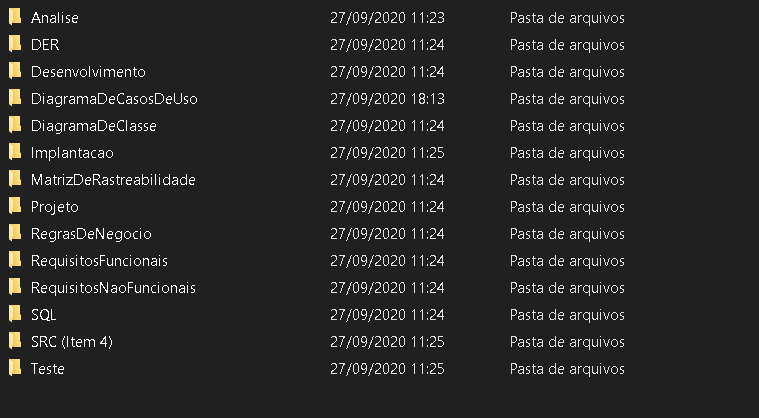 Analise 27/09/2020 11:23 Pasta de arquivos
DER 27/09/2020 11:24 Pasta de arquivos
Desenvolvimento 27/09/2020 11:24 Pasta de arquivos
DiagramaDeCasosDeUso 27/09/2020 18:13 Pasta de arquivos
DiagramaDeClasse 27/09/2020 11:24 Pasta de arquivos
Implantacao 27/09/2020 11:25 Pasta de arquivos
MatrizDeRastreabilidade 27/09/2020 11:24 Pasta de arquivos
Projeto 27/09/2020 11:24 Pasta de arquivos
RegrasDeNegocio 27/09/2020 11:24 Pasta de arquivos
RequisitosFuncionais 27/09/2020 11:24 Pasta de arquivos
RequisitosNaoFuncionais 27/09/2020 11:24 Pasta de arquivos
SQL 27/09/2020 11:24 Pasta de arquivos
SRC (Item 4) 27/09/2020 11:25 Pasta de arquivos
Teste 27/09/2020 11:25 Pasta de arquivos